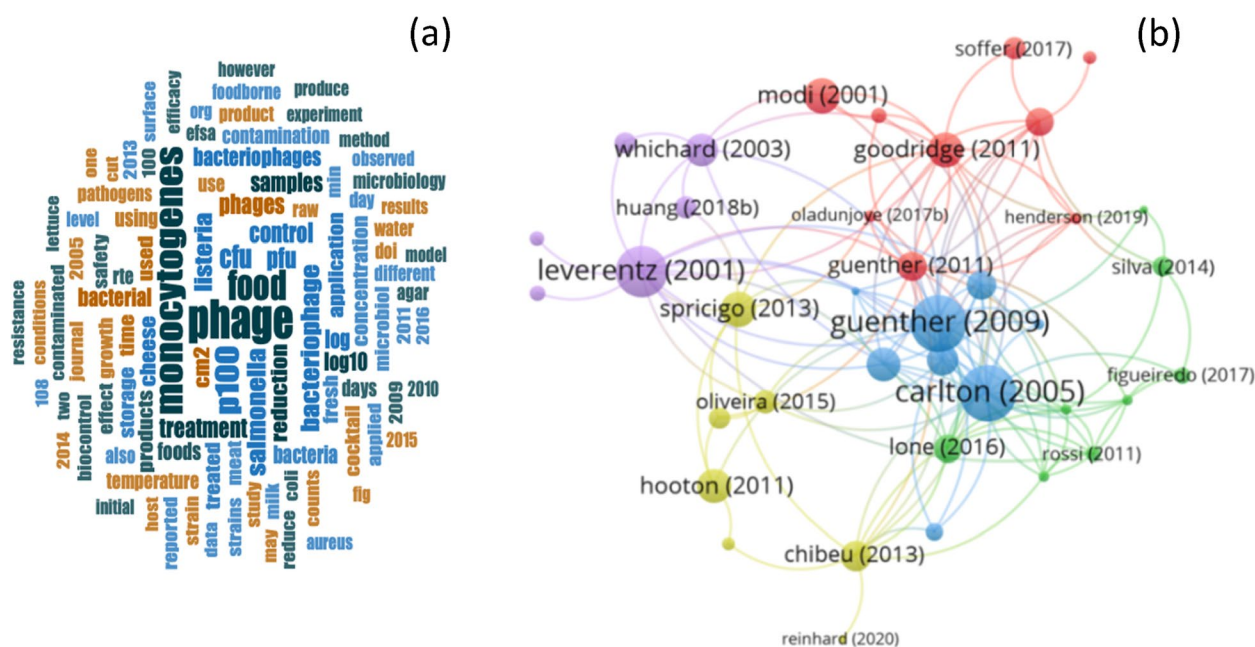 (a)
however
foodborne
produce
surface
efficacy
org
product
experiment
efsa
contamination
method
one
cut
2013
100
bacteriophages
observed
pathogens
use
samples
min
microbiology
lettuce
level
using
monocytogenes
phages
raw
day
results
2005
safety
used
listeria
control
application
concentration
water
doi
model
rte
cfu
pfu
different
resistance
conditions
contaminated
bacterial
food
bacteriophage
agar
journal
growth
time
cheese
phage
microbiol
2011
2016
108
two
effect
storage
products
cm2
p100
salmonella
reduction
log
log10
fresh
days
2009
2010
2014
biocontrol
also
treatment
foods
bacteria
cocktail
applied
2015
temperature
initial
host
reported
strain
data
treated
strains
meat
study
may
milk
reduce
coli
counts
fig
aureus
(b)
soffer (2017)
modi (2001)
whichard (2003)
goodridge (2011)
huang (2018b)
oladunjoye (2017b)
henderson (2019)
leverentz (2001)
guenther (2011)
silva (2014)
spricigo (2013)
guenther (2009)
carlton (2005)
figueiredo (2017)
oliveira (2015)
lone (2016)
rossi (2011)
hooton (2011)
chibeu (2013)
reinhard (2020)